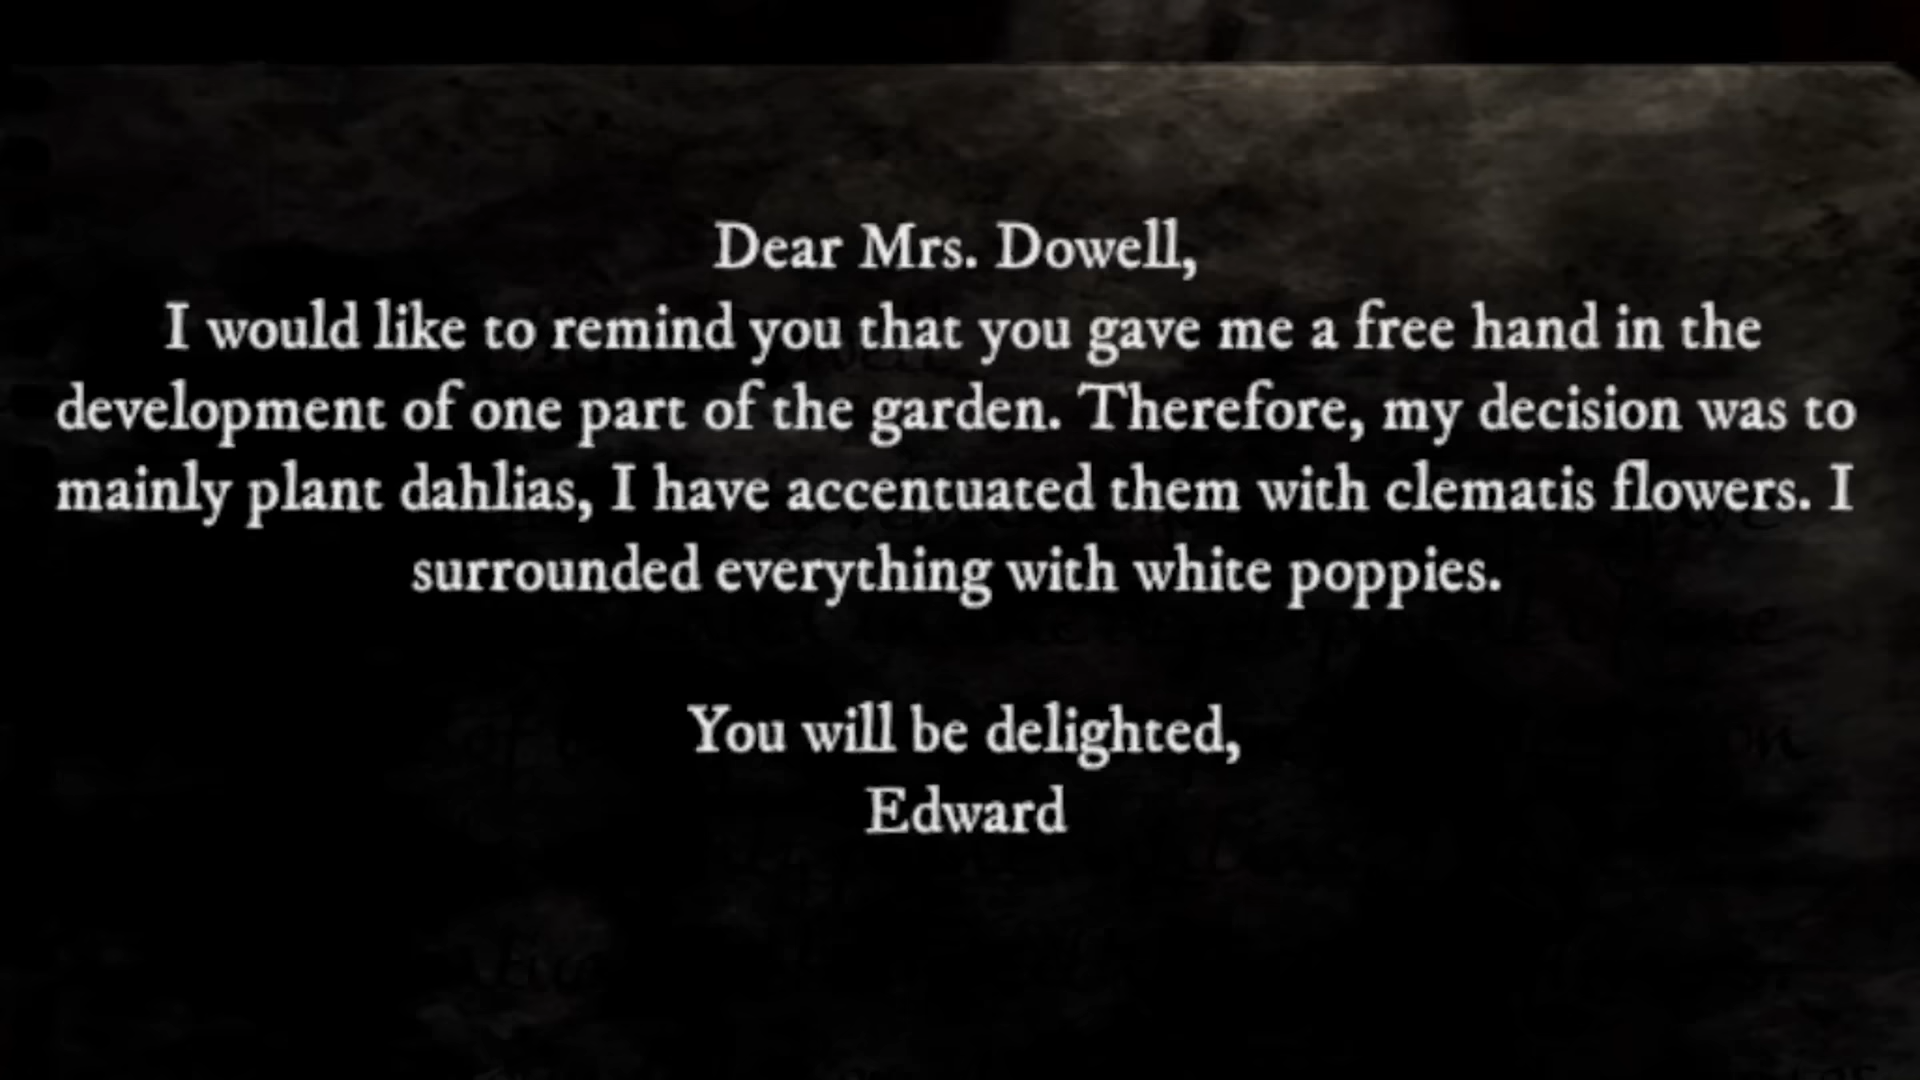 Dear Mrs. Dowell,
I would like to remind you that you gave me a free hand in the
development of one part of the garden. Therefore, my decision was to
mainly plant dahlias, I have accentuated them with clematis flowers. I
surrounded everything with white poppies.
You will be delighted,
Edward